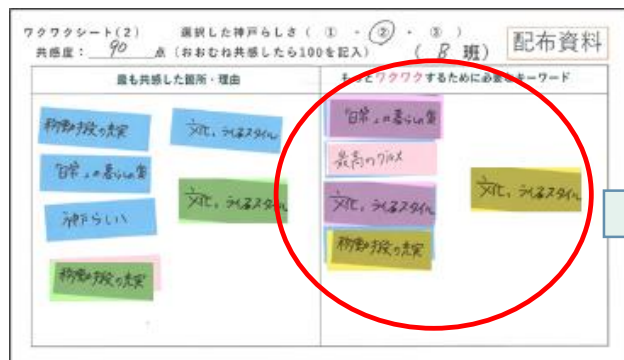 ワクワクシート(2) 選択した神戸らしさ( ① ・ ② ・ ③ )
共感度： 90 点(おおむね共感したら100を記入) ( 8 班)
配布資料
最も共感した箇所・理由
もっとワクワクするために必要なキーワード
移動手段の充実
文化、ライフスタイル
「日常」の暮らしの質
文化、ライフスタイル
神戸らしい
移動手段の充実
「日常」の暮らしの質
最高のグルメ
文化、ライフスタイル
文化、ライフスタイル
移動手段の充実